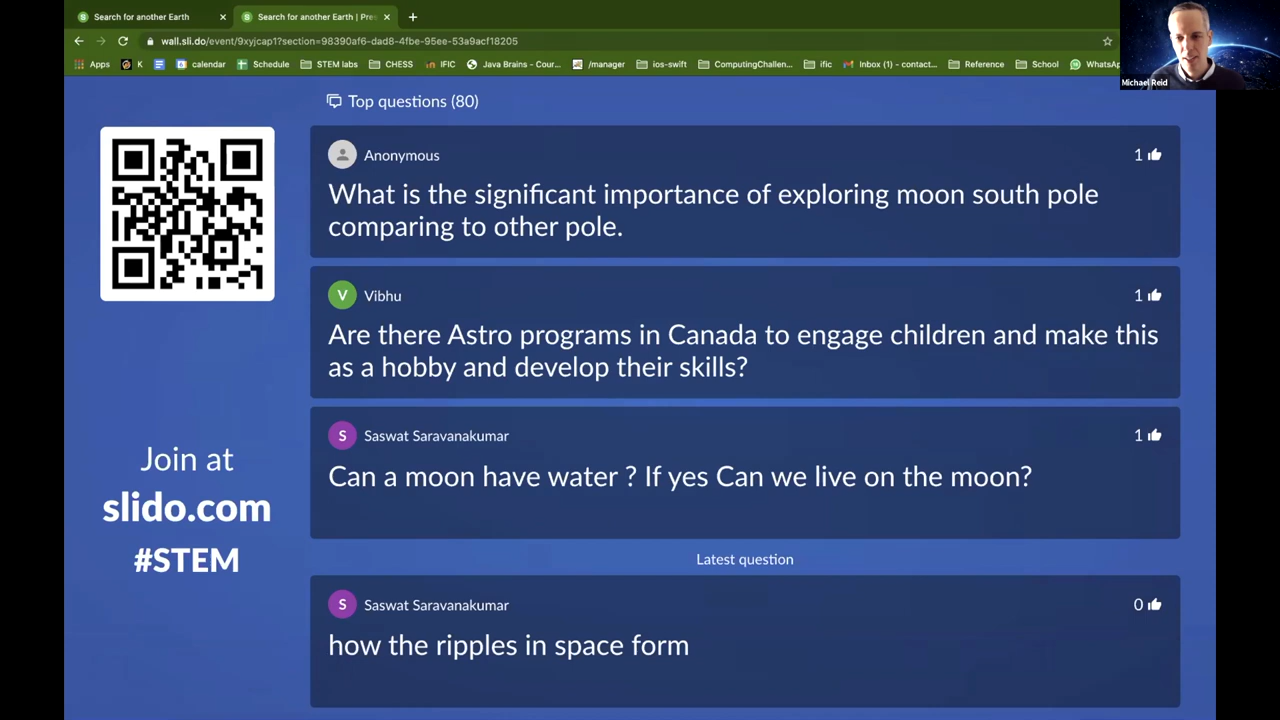 Search for another Earth
Search for another Earth | Pres
wall.sli.do/event/9xyjcap1?section=98390af6-dad8-4fbe-95ee-53a9acf18205
Apps K calendar Schedule STEM labs CHESS IFIC Java Brains - Cour... /manager ios-swift ComputingChallen... ific Inbox (1) - contact... Reference School WhatsAp
Michael Reid
Top questions (80)
Anonymous
1
What is the significant importance of exploring moon south pole
comparing to other pole.
V Vibhu
1
Are there Astro programs in Canada to engage children and make this
as a hobby and develop their skills?
S Saswat Saravanakumar
1
Can a moon have water ? If yes Can we live on the moon?
Join at
slido.com
#STEM
Latest question
S Saswat Saravanakumar
0
how the ripples in space form